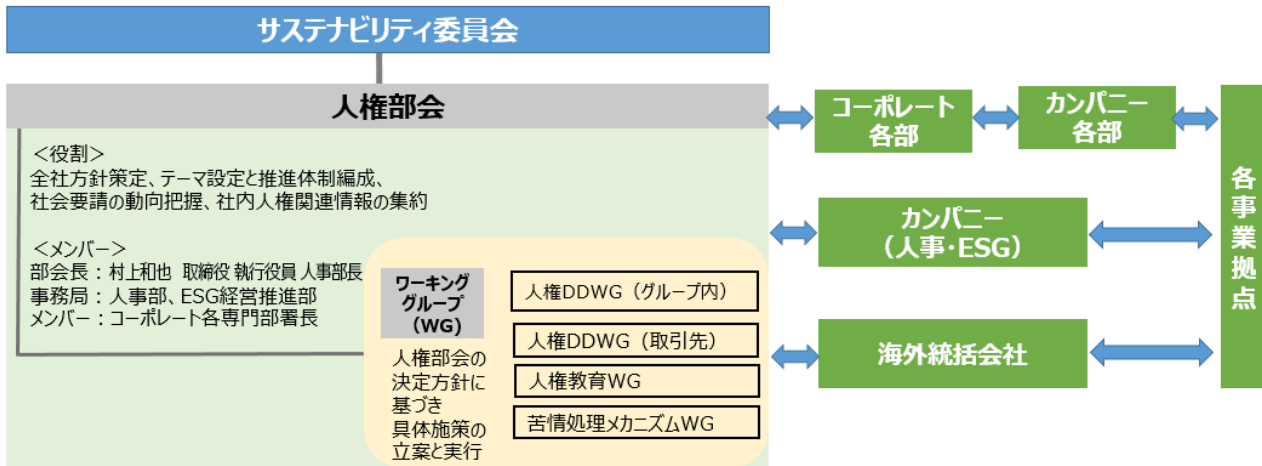 サステナビリティ委員会
人権部会
＜役割＞
全社方針策定、テーマ設定と推進体制編成、
社会要請の動向把握、社内人権関連情報の集約
＜メンバー＞
部会長：村上和也 取締役 執行役員 人事部長
事務局：人事部、ESG経営推進部
メンバー：コーポレート各専門部署長
ワーキング
グループ
（WG)
人権部会の
決定方針に
基づき
具体施策の
立案と実行
人権DDWG（グループ内）
人権DDWG（取引先）
人権教育WG
苦情処理メカニズムWG
コーポレート
各部
カンパニー
各部
カンパニー
（人事・ESG）
海外統括会社
各事業拠点